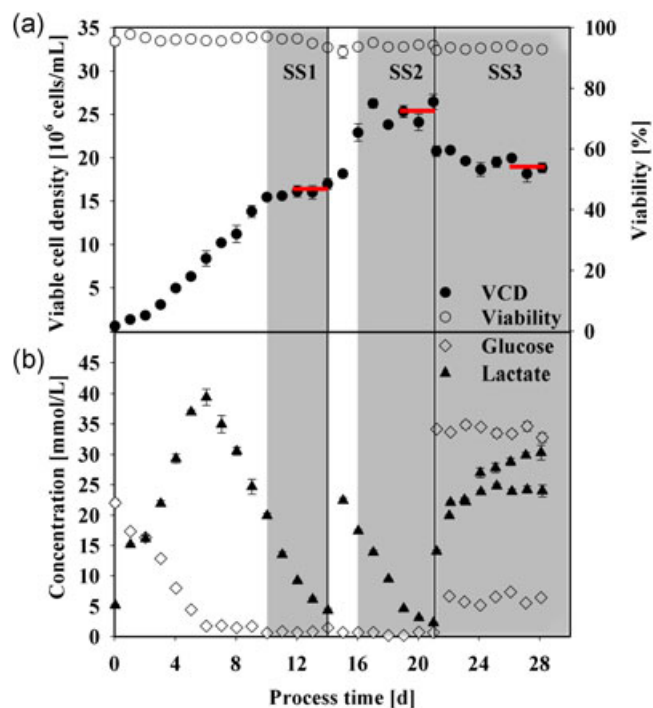 (a)
35
30
25
20
15
10
5
Viable cell density [10⁶ cells/mL]
100
80
60
40
20
0
Viability [%]
SS1 SS2 SS3
VCD
Viability
Glucose
Lactate
(b)
45
40
35
30
25
20
15
10
5
0
Concentration [mmol/L]
0 4 8 12 16 20 24 28
Process time [d]